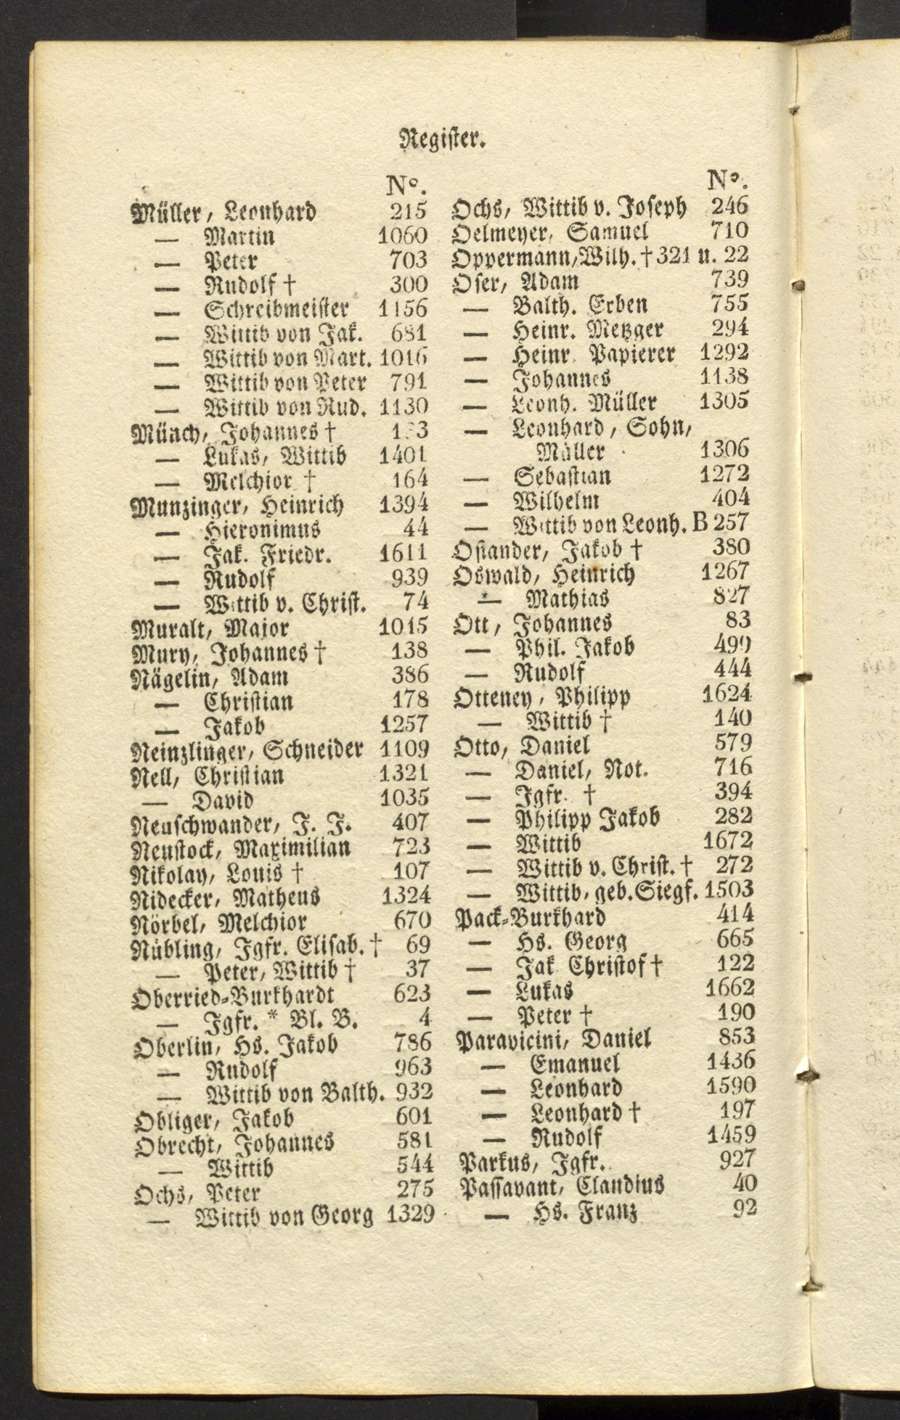 Register.
Nº.
Müller, Leonhard 215
— Martin 1060
— Peter 703
— Rudolf † 300
— Schreibmeister 1156
— Wittib von Jak. 681
— Wittib von Mart. 1016
— Wittib von Peter 791
— Wittib von Rud. 1130
Münch, Johannes †
— Lukas, Wittib 1401
— Melchior † 164
Munzinger, Heinrich 1394
— Hieronimus 44
— Jak. Friedr. 1611
— Rudolf 939
— Wittib v. Christ. 74
Muralt, Major 1015
Mury, Johannes † 138
Nägelin, Adam 386
— Christian 178
— Jakob 1257
Neinzlinger, Schneider 1109
Nell, Christian 1321
— David 1035
Neuschwander, J. J. 407
Neustock, Maximilian 723
Nikolay, Louis † 107
Nidecker, Matheus 1324
Nörbel, Melchior 670
Nübling, Jgfr. Elisab. † 69
— Peter, Wittib † 37
Oberried-Burkhardt 623
— Jgfr. * Bl. B. 4
Oberlin, Hs. Jakob 786
— Rudolf 963
— Wittib von Balth. 932
Obliger, Jakob 601
Obrecht, Johannes 581
— Wittib 544
Ochs, Peter 275
— Wittib von Georg 1329
Nº.
Ochs, Wittib v. Joseph 246
Oelmeyer, Samuel 710
Oppermann, Wilh. † 321 u. 22
Oser, Adam 739
— Balth. Erben 755
— Heinr. Metzger 294
— Heinr. Papierer 1292
— Johannes 1138
— Leonh. Müller 1305
— Leonhard, Sohn,
Müller 1306
— Sebastian 1272
— Wilhelm 404
— Wittib von Leonh. B 257
Osiander, Jakob † 380
Oswald, Heinrich 1267
— Mathias 827
Ott, Johannes 83
— Phil. Jakob 499
— Rudolf 444
Otteney, Philipp 1624
— Wittib † 140
Otto, Daniel 579
— Daniel, Not. 716
— Jgfr. † 394
— Philipp Jakob 282
— Wittib 1672
— Wittib v. Christ. † 272
— Wittib, geb. Siegf. 1503
Pack-Burkhard 414
— Hs. Georg 665
— Jak Christof † 122
— Lukas 1662
— Peter † 190
Paravicini, Daniel 853
— Emanuel 1436
— Leonhard 1590
— Leonhard † 197
— Rudolf 1459
Parkus, Jgfr. 927
Passavant, Claudius 40
— Hs. Franz 92